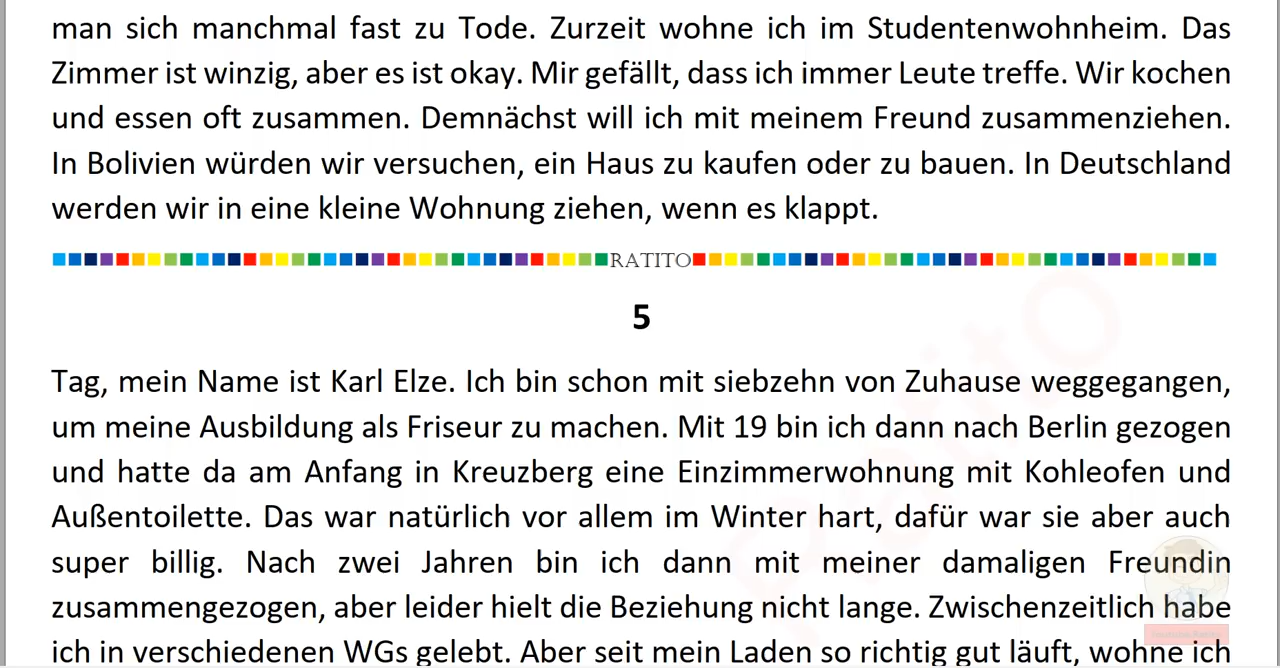 man sich manchmal fast zu Tode. Zurzeit wohne ich im Studentenwohnheim. Das
Zimmer ist winzig, aber es ist okay. Mir gefällt, dass ich immer Leute treffe. Wir kochen
und essen oft zusammen. Demnächst will ich mit meinem Freund zusammenziehen.
In Bolivien würden wir versuchen, ein Haus zu kaufen oder zu bauen. In Deutschland
werden wir in eine kleine Wohnung ziehen, wenn es klappt.
RATITO
5
Tag, mein Name ist Karl Elze. Ich bin schon mit siebzehn von Zuhause weggegangen,
um meine Ausbildung als Friseur zu machen. Mit 19 bin ich dann nach Berlin gezogen
und hatte da am Anfang in Kreuzberg eine Einzimmerwohnung mit Kohleofen und
Außentoilette. Das war natürlich vor allem im Winter hart, dafür war sie aber auch
super billig. Nach zwei Jahren bin ich dann mit meiner damaligen Freundin
zusammengezogen, aber leider hielt die Beziehung nicht lange. Zwischenzeitlich habe
ich in verschiedenen WGs gelebt. Aber seit mein Laden so richtig gut läuft, wohne ich
Ratito